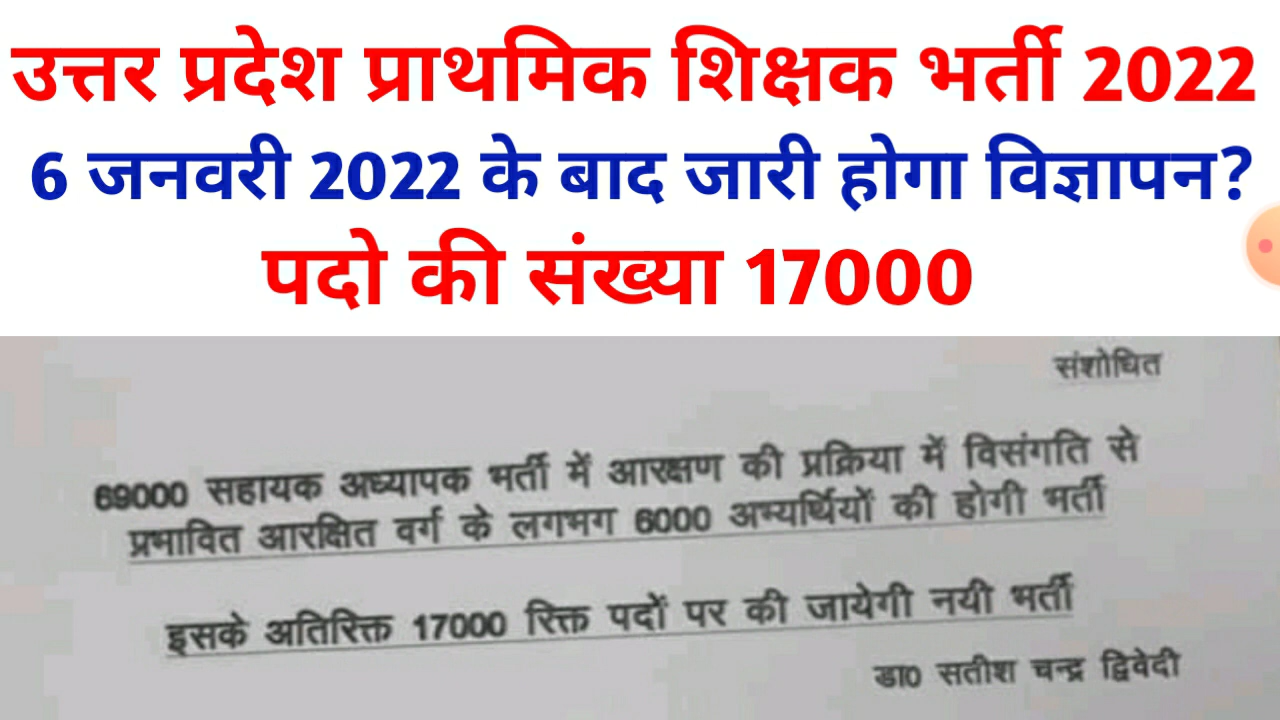 उत्तर प्रदेश प्राथमिक शिक्षक भर्ती 2022
6 जनवरी 2022 के बाद जारी होगा विज्ञापन?
पदो की संख्या 17000
संशोधित
69000 सहायक अध्यापक भर्ती में आरक्षण की प्रक्रिया में विसंगति से
प्रभावित आरक्षित वर्ग के लगभग 6000 अभ्यर्थियों की होगी भर्ती
इसके अतिरिक्त 17000 रिक्त पदों पर की जायेगी नयी भर्ती
डा0 सतीश चन्द्र द्विवेदी